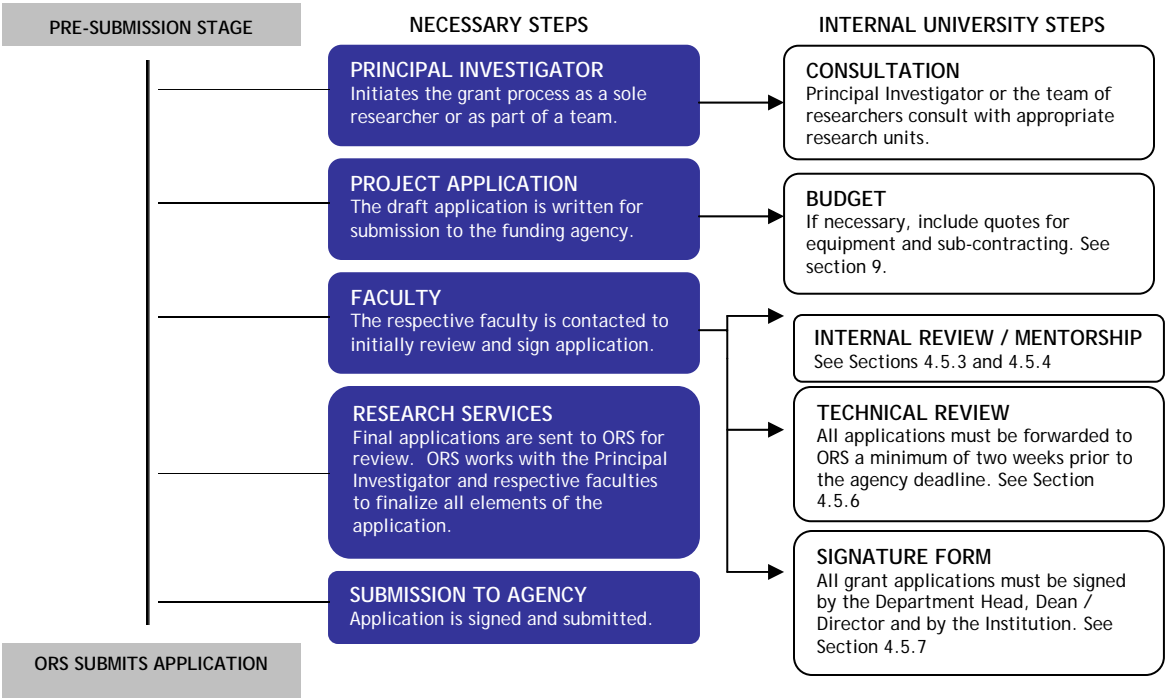 PRE-SUBMISSION STAGE
NECESSARY STEPS
INTERNAL UNIVERSITY STEPS
PRINCIPAL INVESTIGATOR
Initiates the grant process as a sole
researcher or as part of a team.
CONSULTATION
Principal Investigator or the team of
researchers consult with appropriate
research units.
PROJECT APPLICATION
The draft application is written for
submission to the funding agency.
BUDGET
If necessary, include quotes for
equipment and sub-contracting. See
section 9.
FACULTY
The respective faculty is contacted to
initially review and sign application.
INTERNAL REVIEW / MENTORSHIP
See Sections 4.5.3 and 4.5.4
RESEARCH SERVICES
Final applications are sent to ORS for
review.  ORS works with the Principal
Investigator and respective faculties
to finalize all elements of the
application.
TECHNICAL REVIEW
All applications must be forwarded to
ORS a minimum of two weeks prior to
the agency deadline. See Section
4.5.6
SUBMISSION TO AGENCY
Application is signed and submitted.
SIGNATURE FORM
All grant applications must be signed
by the Department Head, Dean /
Director and by the Institution. See
Section 4.5.7
ORS SUBMITS APPLICATION